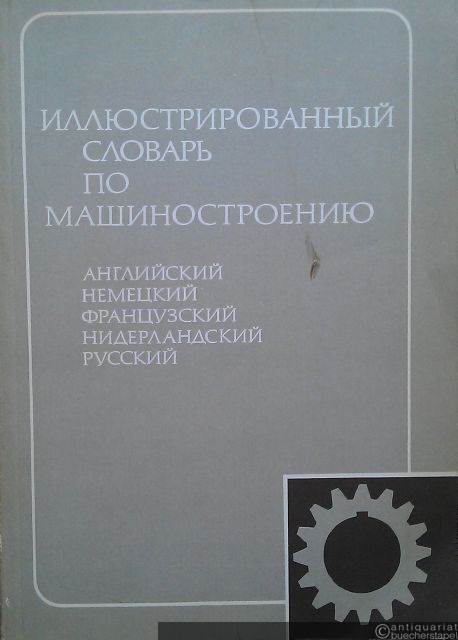 ИЛЛЮСТРИРОВАННЫЙ
СЛОВАРЬ
ПО
МАШИНОСТРОЕНИЮ
АНГЛИЙСКИЙ
НЕМЕЦКИЙ
ФРАНЦУЗСКИЙ
НИДЕРЛАНДСКИЙ
РУССКИЙ
antiquariat
buecherstapel